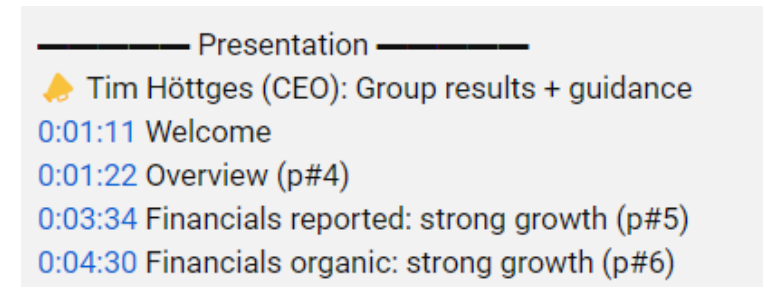 ▬▬▬▬▬ Presentation ▬▬▬▬▬
📣 Tim Höttges (CEO): Group results + guidance
0:01:11 Welcome
0:01:22 Overview (p#4)
0:03:34 Financials reported: strong growth (p#5)
0:04:30 Financials organic: strong growth (p#6)